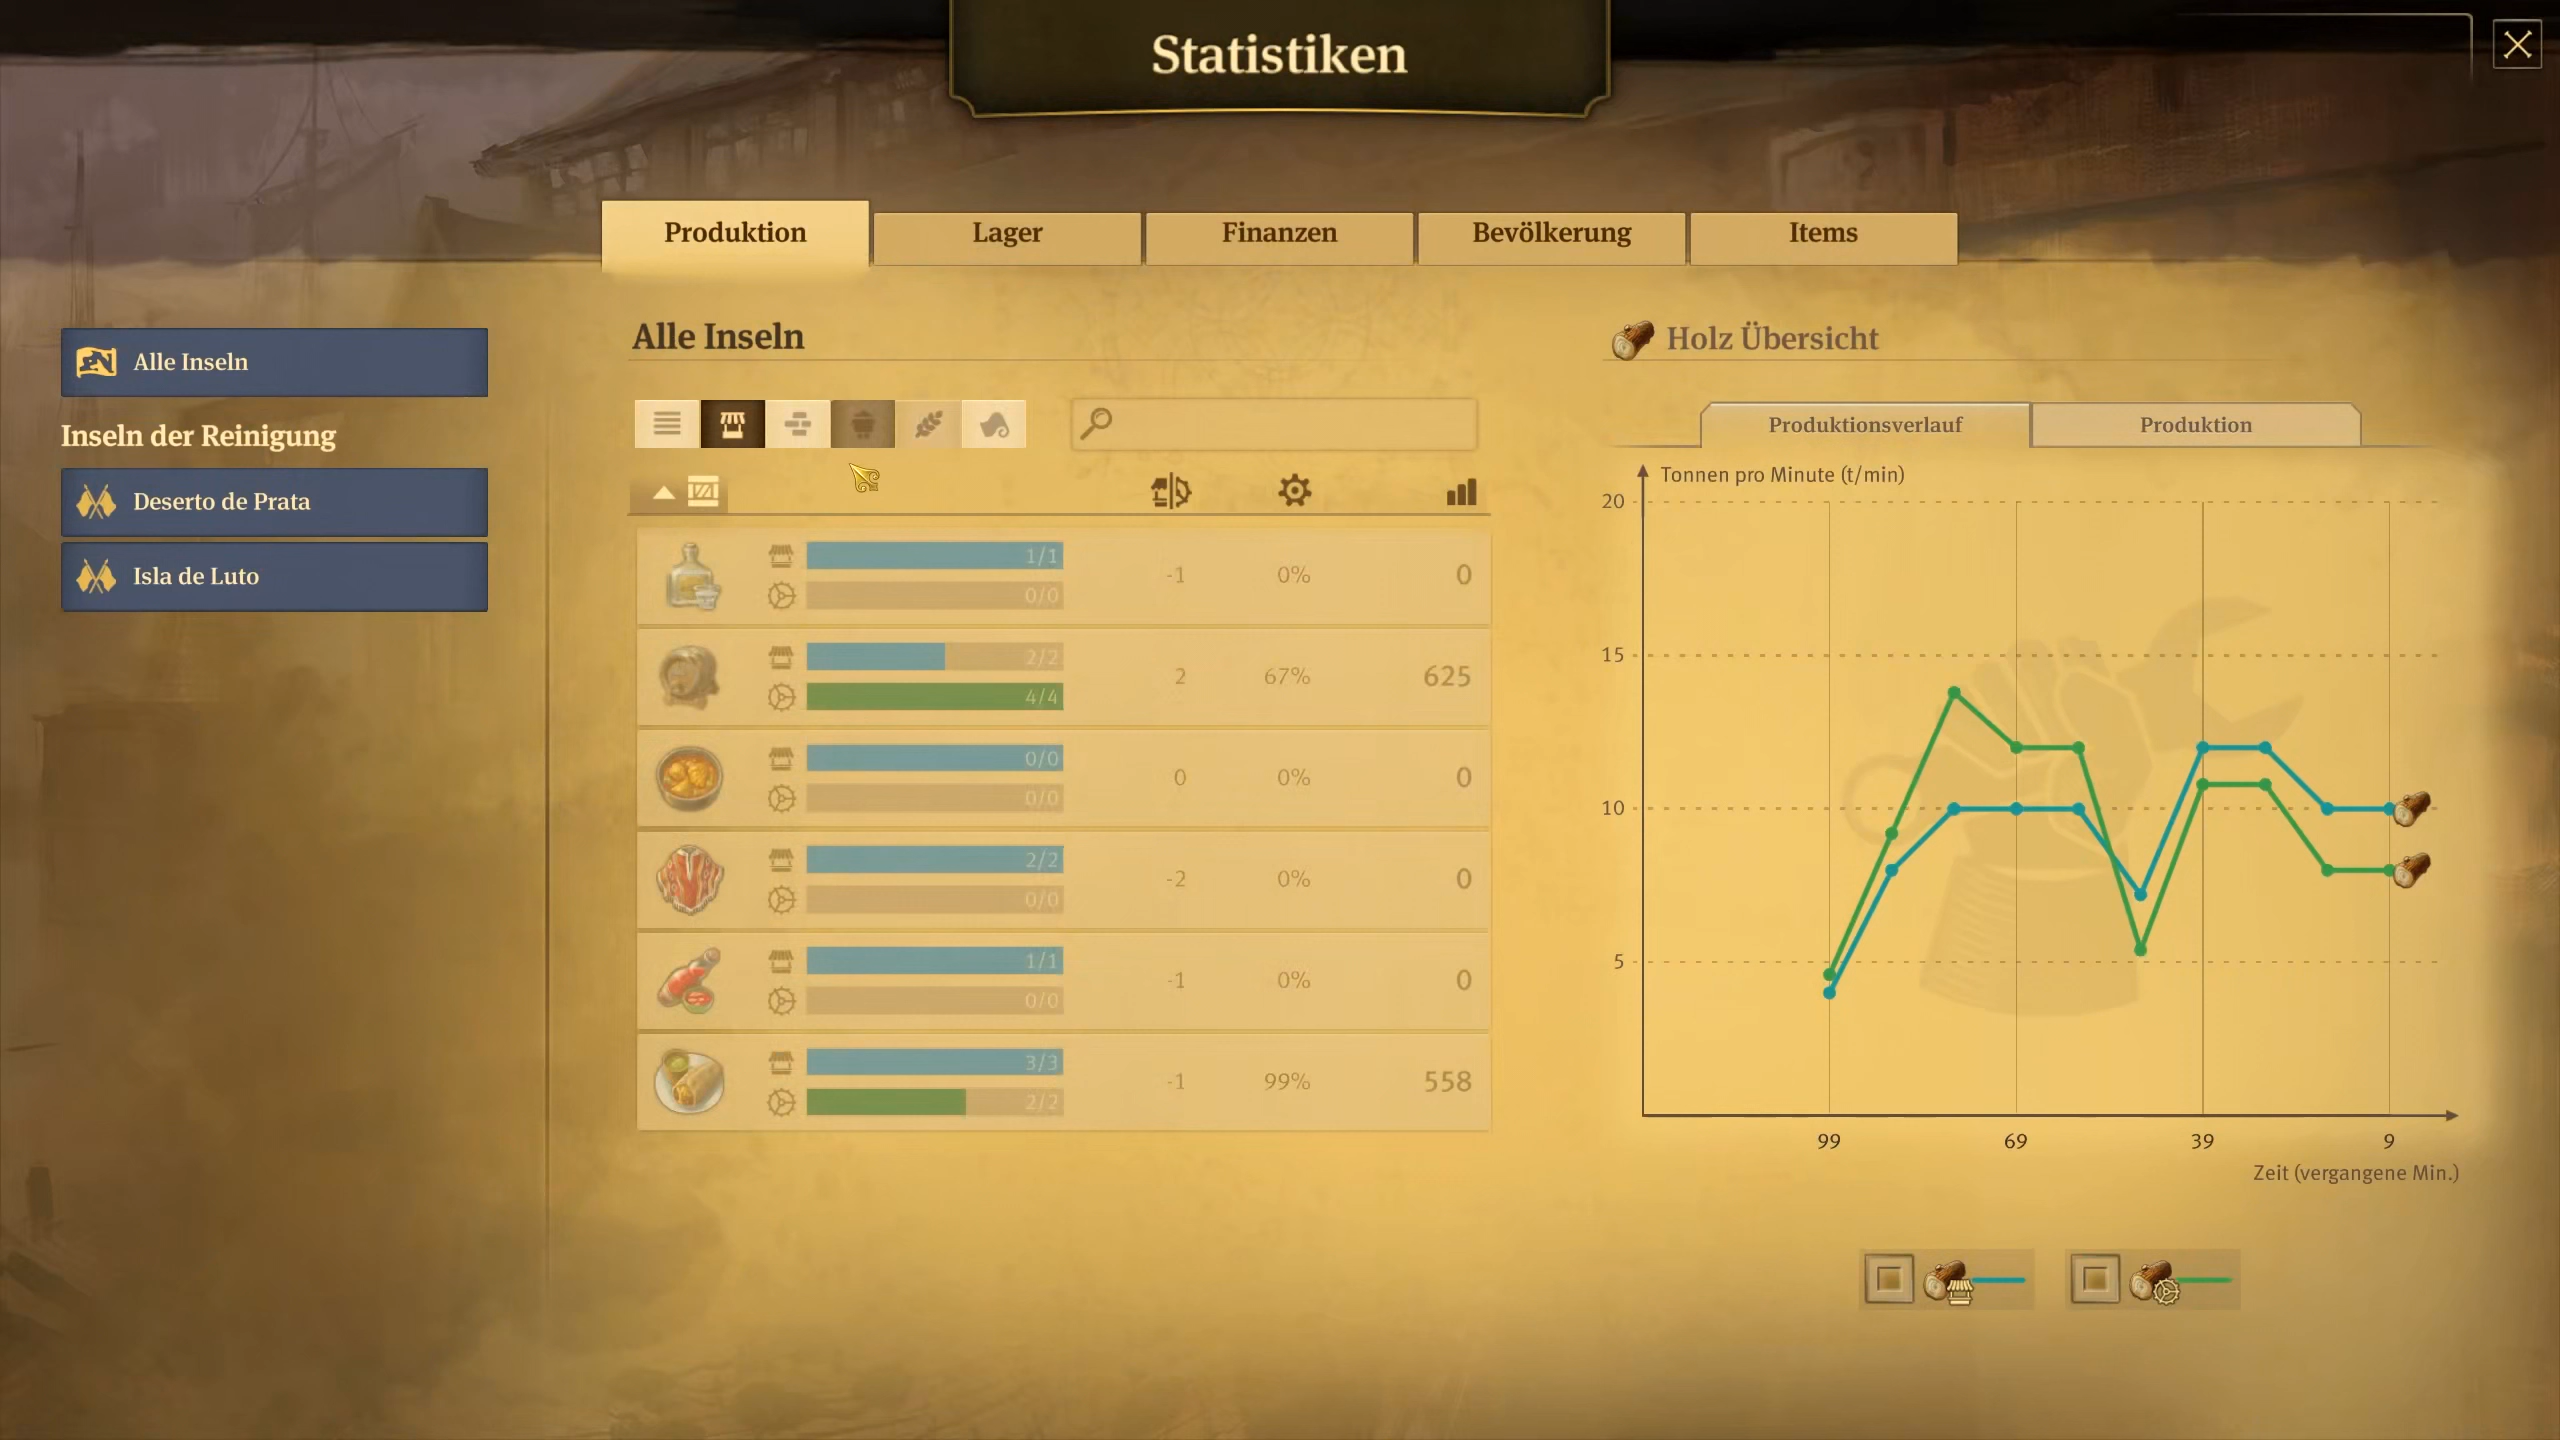 Statistiken
Produktion
Lager
Finanzen
Bevölkerung
Items
Alle Inseln
Inseln der Reinigung
Deserto de Prata
Isla de Luto
Alle Inseln
1/1
0/0
-1
0%
0
2/2
4/4
2
67%
625
0/0
0/0
0
0%
0
2/2
0/0
-2
0%
0
1/1
0/0
-1
0%
0
3/3
2/2
-1
99%
558
Holz Übersicht
Produktionsverlauf
Produktion
Tonnen pro Minute (t/min)
20
15
10
5
99
69
39
9
Zeit (vergangene Min.)